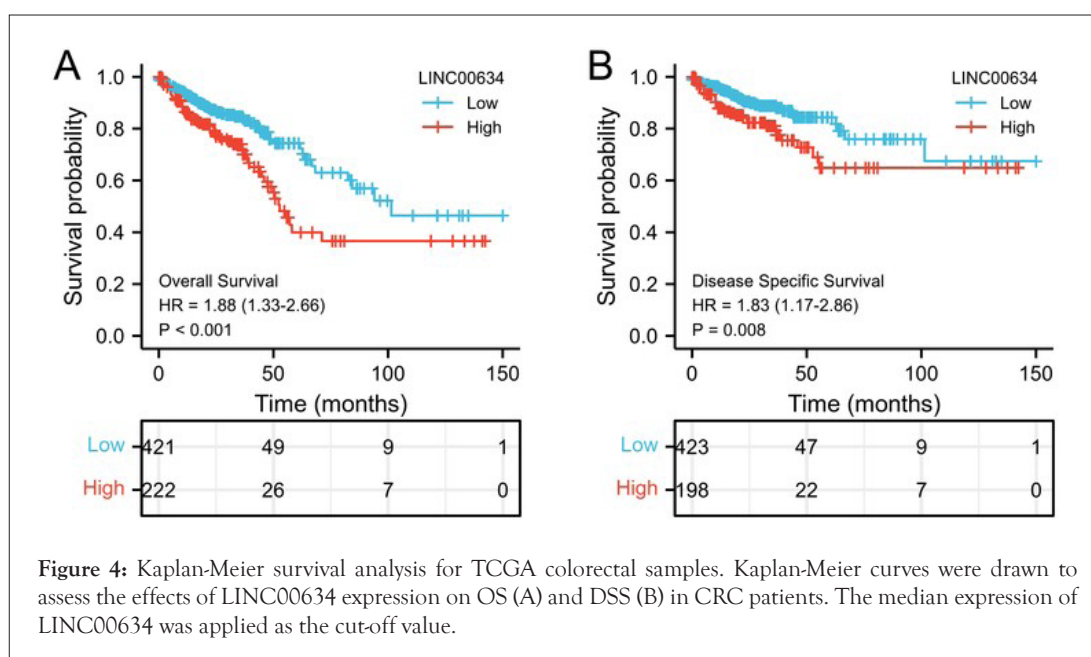 A
B
LINC00634
Low
High
Survival probability
1.0
0.8
0.6
0.4
0.2
0.0
Overall Survival
HR = 1.88 (1.33-2.66)
P < 0.001
0 50 100 150
Time (months)
Low 421 49 9 1
High 222 26 7 0
LINC00634
Low
High
Survival probability
1.0
0.8
0.6
0.4
0.2
0.0
Disease Specific Survival
HR = 1.83 (1.17-2.86)
P = 0.008
0 50 100 150
Time (months)
Low 423 47 9 1
High 198 22 7 0
Figure 4: Kaplan-Meier survival analysis for TCGA colorectal samples. Kaplan-Meier curves were drawn to
assess the effects of LINC00634 expression on OS (A) and DSS (B) in CRC patients. The median expression of
LINC00634 was applied as the cut-off value.